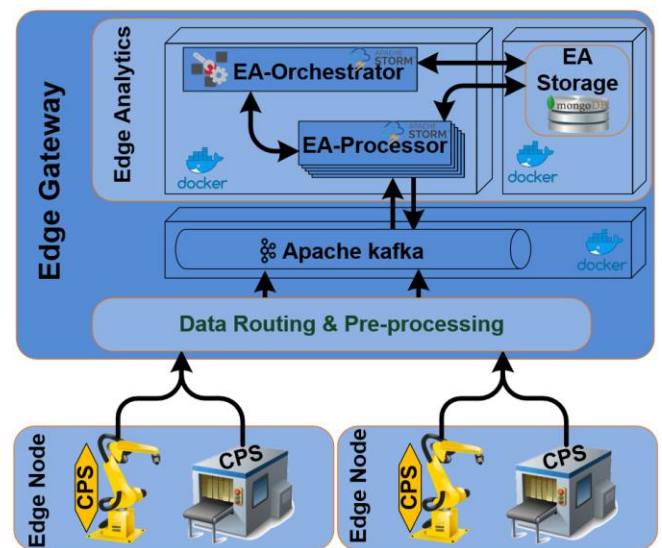 Edge Gateway
Edge Analytics
APACHE
STORM
EA-Orchestrator
APACHE
STORM
EA-Processor
docker
EA
Storage
mongoDB
docker
Apache kafka
docker
Data Routing & Pre-processing
Edge Node
CPS
CPS
Edge Node
CPS
CPS